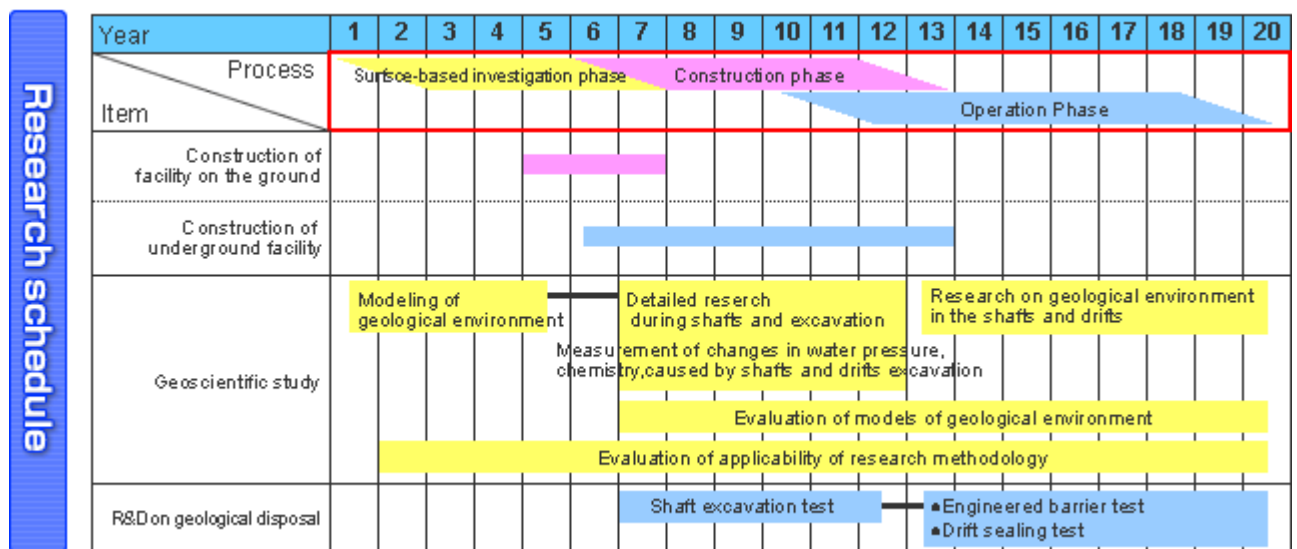 Research schedule
Year 1 2 3 4 5 6 7 8 9 10 11 12 13 14 15 16 17 18 19 20
Process
Item
Surfsce-based investigation phase
Construction phase
Operation Phase
Construction of
facility on the ground
Construction of
underground facility
Geoscientific study
Modeling of
geological environment
Detailed reserch
during shafts and excavation
Measurement of changes in water pressure,
chemistry,caused by shafts and drifts excavation
Research on geological environment
in the shafts and drifts
Evaluation of models of geological environment
Evaluation of applicability of research methodology
R&Don geological disposal
Shaft excavation test
●Engineered barrier test
●Drift sealing test